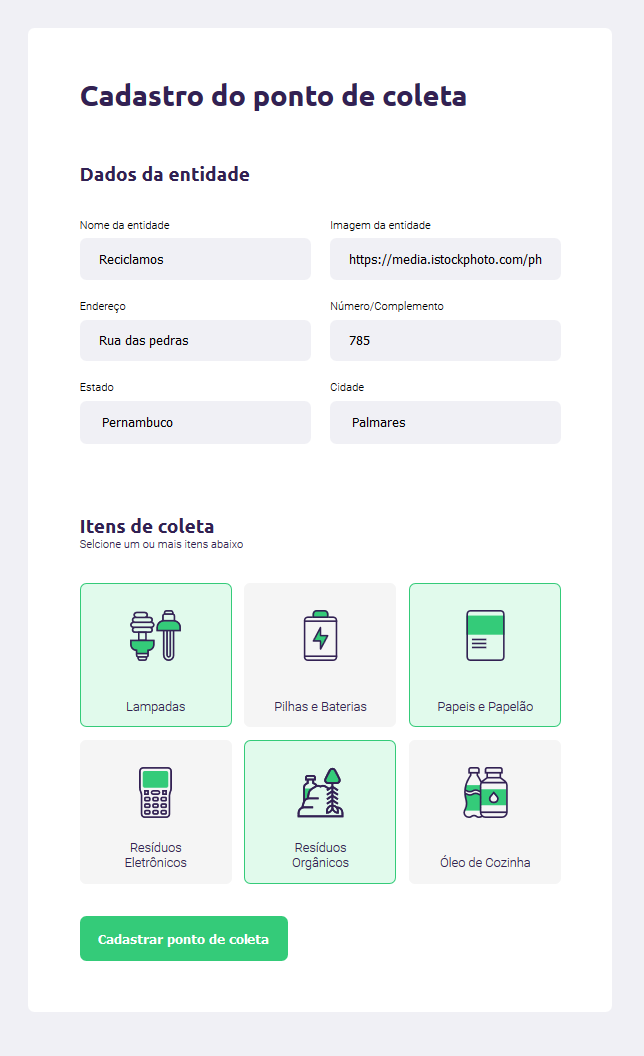 Cadastro do ponto de coleta
Dados da entidade
Nome da entidade
Imagem da entidade
Reciclamos
https://media.istockphoto.com/ph
Endereço
Número/Complemento
Rua das pedras
785
Estado
Cidade
Pernambuco
Palmares
Itens de coleta
Selcione um ou mais itens abaixo
Lampadas
Pilhas e Baterias
Papeis e Papelão
Resíduos
Eletrônicos
Resíduos
Orgânicos
Óleo de Cozinha
Cadastrar ponto de coleta